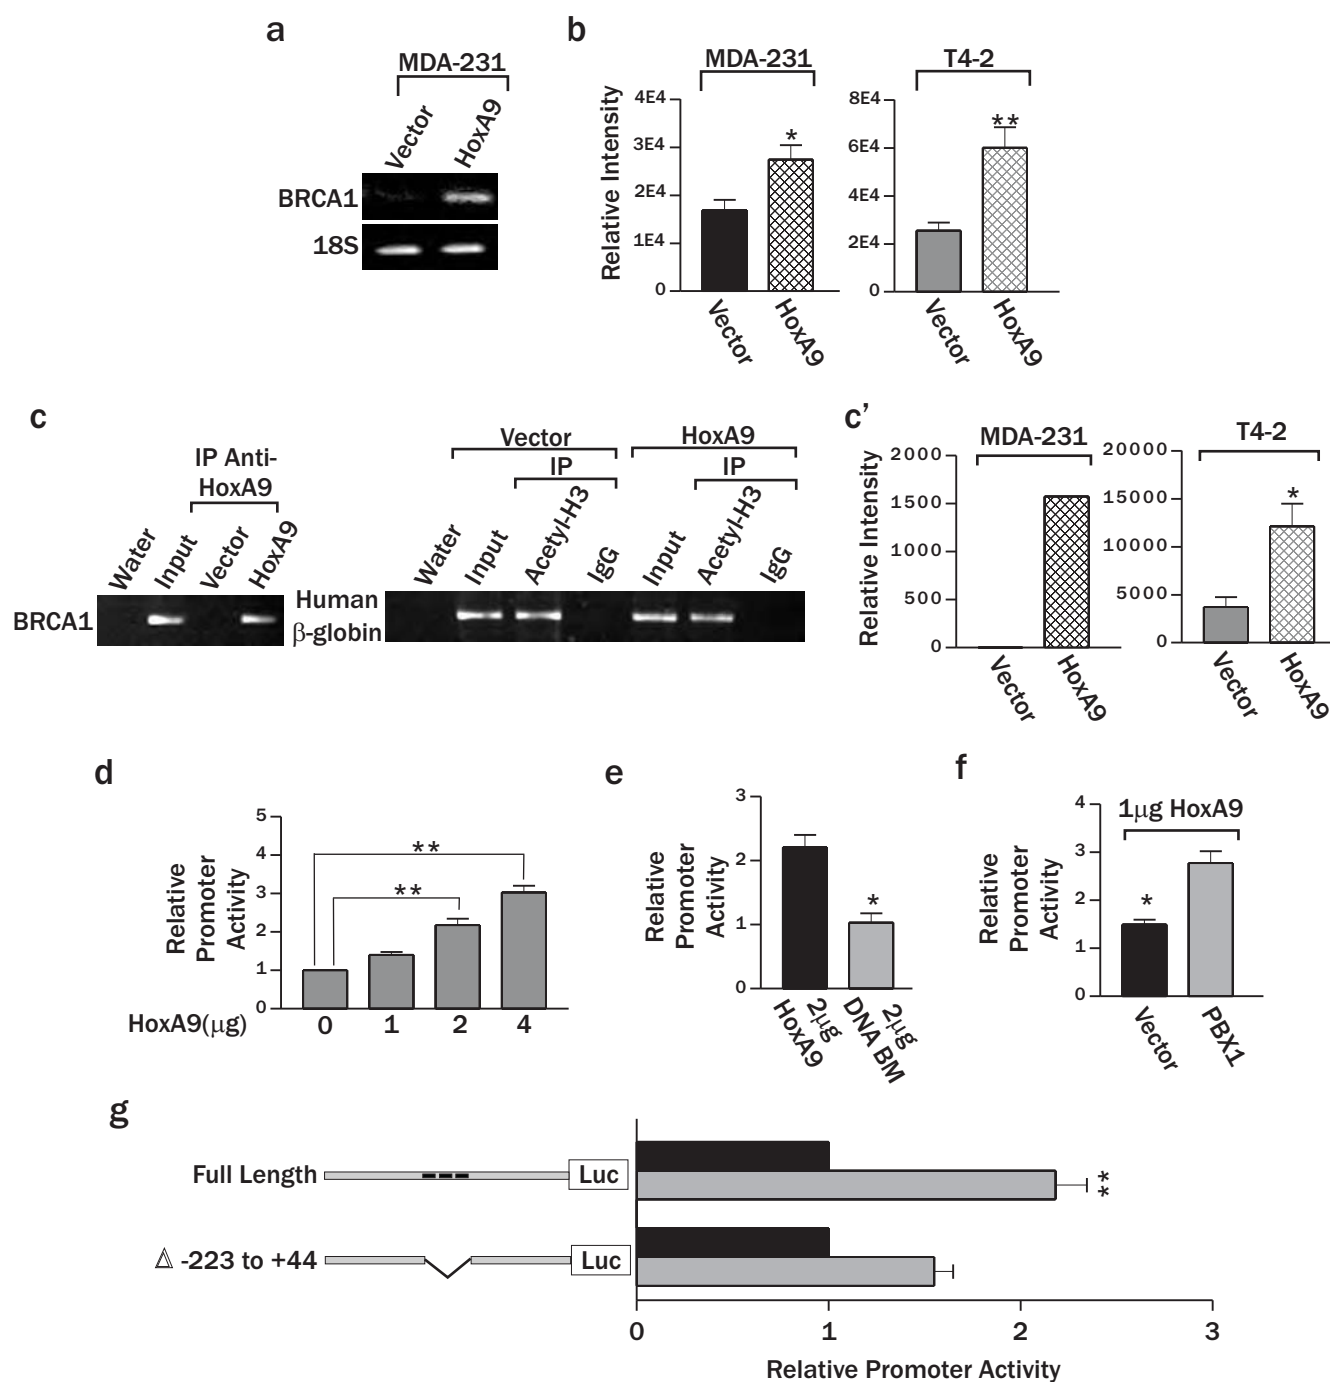 a
MDA-231
Vector
HoxA9
BRCA1
18S
b
MDA-231
T4-2
Relative Intensity
4E4
3E4
2E4
1E4
0
*
Vector
HoxA9
8E4
6E4
4E4
2E4
0
**
Vector
HoxA9
c
IP Anti-
HoxA9
Water
Input
Vector
HoxA9
BRCA1
Vector
HoxA9
IP
IP
Water
Input
Acetyl-H3
IgG
Input
Acetyl-H3
IgG
Human
β-globin
c’
MDA-231
T4-2
Relative Intensity
2000
1500
1000
500
0
Vector
HoxA9
20000
15000
10000
5000
0
*
Vector
HoxA9
d
Relative
Promoter
Activity
5
4
3
2
1
0
**
**
HoxA9(μg)
0
1
2
4
e
Relative
Promoter
Activity
3
2
1
0
*
2μg
HoxA9
2μg
DNA BM
f
1μg HoxA9
Relative
Promoter
Activity
4
3
2
1
0
*
Vector
PBX1
g
Full Length
Luc
**
Δ -223 to +44
Luc
0
1
2
3
Relative Promoter Activity